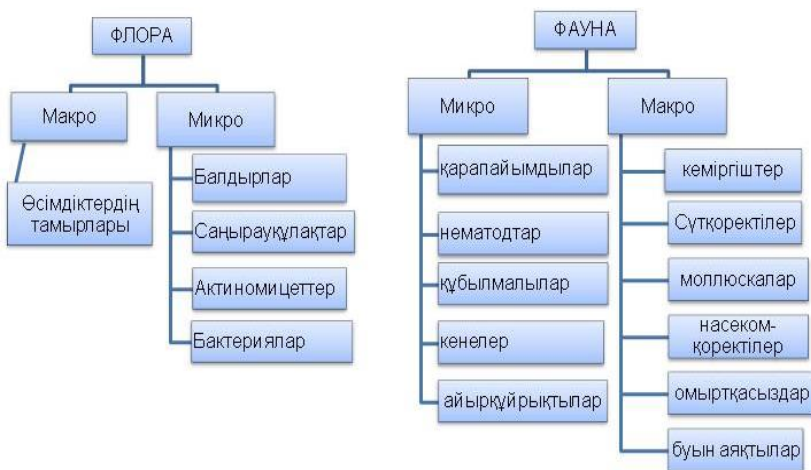 ФЛОРА
Макро
Өсімдіктердің
тамырлары
Микро
Балдырлар
Саңырауқұлақтар
Актиномицеттер
Бактериялар
ФАУНА
Микро
қарапайымдылар
нематодтар
құбылмалылар
кенелер
айырқұйрықтылар
Макро
кеміргіштер
Сүтқоректілер
моллюскалар
насеком-
қоректілер
омыртқасыздар
буын аяқтылар